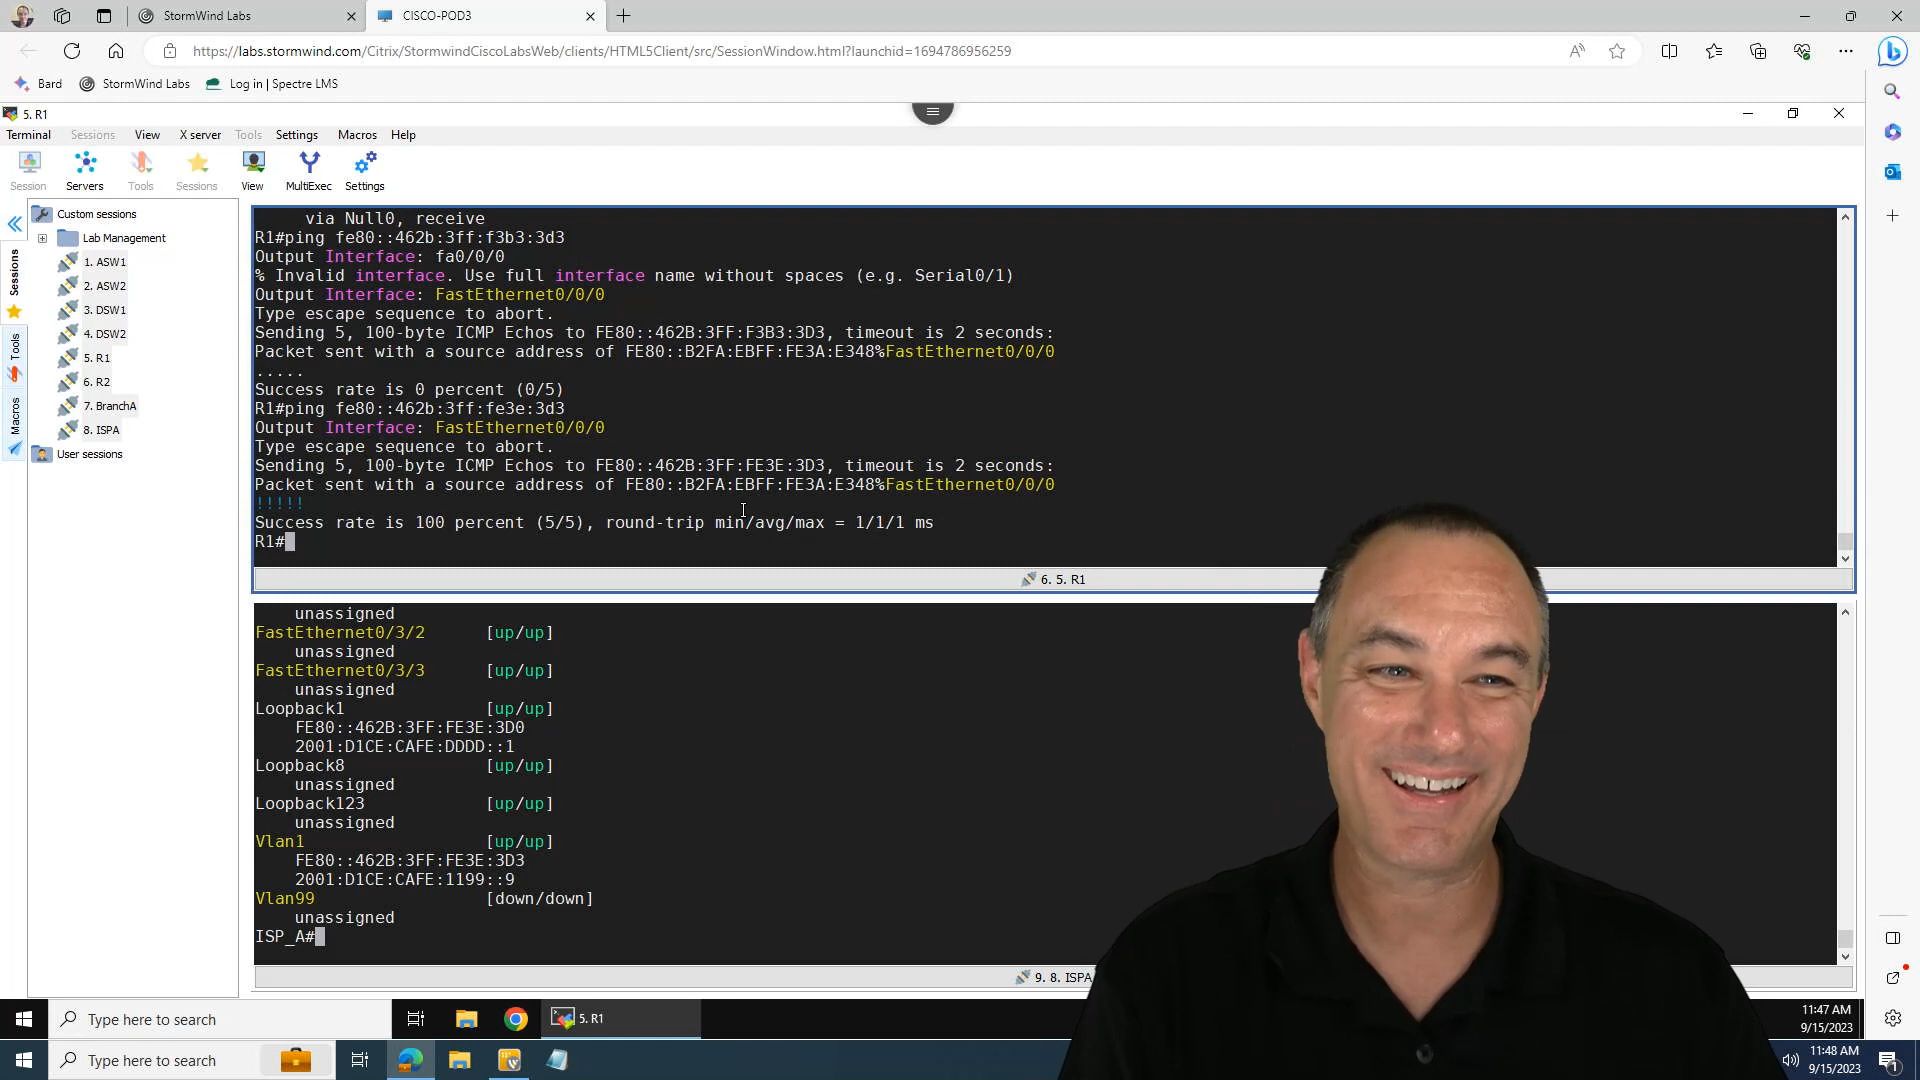 StormWind Labs
CISCO-POD3
https://labs.stormwind.com/Citrix/StormwindCiscoLabsWeb/clients/HTML5Client/src/SessionWindow.html?launchid=1694786956259
Bard
StormWind Labs
Log in | Spectre LMS
5. R1
Terminal
Sessions
View
X server
Tools
Settings
Macros
Help
Session
Servers
Tools
Sessions
View
MultiExec
Settings
Sessions
Tools
Macros
Custom sessions
Lab Management
1. ASW1
2. ASW2
3. DSW1
4. DSW2
5. R1
6. R2
7. BranchA
8. ISPA
User sessions
via Null0, receive
R1#ping fe80::462b:3ff:f3b3:3d3
Output Interface: fa0/0/0
% Invalid interface. Use full interface name without spaces (e.g. Serial0/1)
Output Interface: FastEthernet0/0/0
Type escape sequence to abort.
Sending 5, 100-byte ICMP Echos to FE80::462B:3FF:F3B3:3D3, timeout is 2 seconds:
Packet sent with a source address of FE80::B2FA:EBFF:FE3A:E348%FastEthernet0/0/0
.....
Success rate is 0 percent (0/5)
R1#ping fe80::462b:3ff:fe3e:3d3
Output Interface: FastEthernet0/0/0
Type escape sequence to abort.
Sending 5, 100-byte ICMP Echos to FE80::462B:3FF:FE3E:3D3, timeout is 2 seconds:
Packet sent with a source address of FE80::B2FA:EBFF:FE3A:E348%FastEthernet0/0/0
!!!!!
Success rate is 100 percent (5/5), round-trip min/avg/max = 1/1/1 ms
R1#
6. 5. R1
unassigned
FastEthernet0/3/2 [up/up]
unassigned
FastEthernet0/3/3 [up/up]
unassigned
Loopback1 [up/up]
FE80::462B:3FF:FE3E:3D0
2001:D1CE:CAFE:DDDD::1
Loopback8 [up/up]
unassigned
Loopback123 [up/up]
unassigned
Vlan1 [up/up]
FE80::462B:3FF:FE3E:3D3
2001:D1CE:CAFE:1199::9
Vlan99 [down/down]
unassigned
ISP_A#
9. 8. ISPA
Type here to search
5. R1
11:47 AM
9/15/2023
Type here to search
11:48 AM
9/15/2023
1